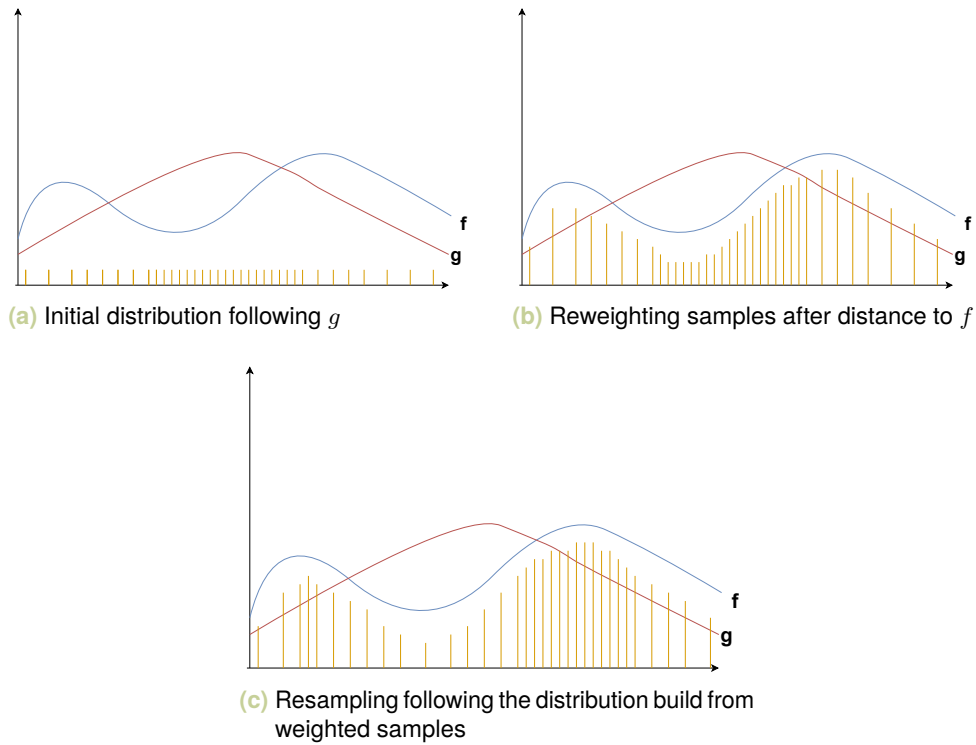 f
g
(a) Initial distribution following g
f
g
(b) Reweighting samples after distance to f
f
g
(c) Resampling following the distribution build from
weighted samples